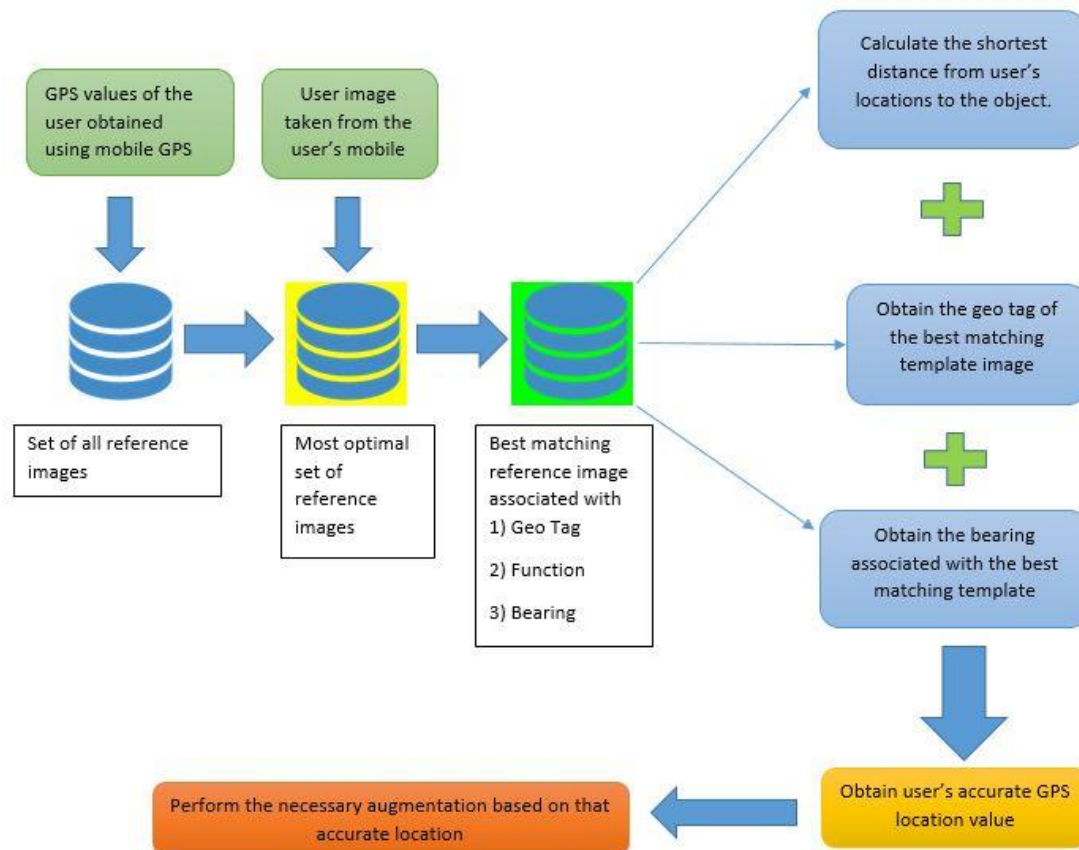 GPS values of the
user obtained
using mobile GPS
User image
taken from the
user's mobile
Calculate the shortest
distance from user's
locations to the object.
Set of all reference
images
Most optimal
set of
reference
images
Best matching
reference image
associated with
1) Geo Tag
2) Function
3) Bearing
Obtain the geo tag of
the best matching
template image
Obtain the bearing
associated with the best
matching template
Obtain user's accurate GPS
location value
Perform the necessary augmentation based on that
accurate location